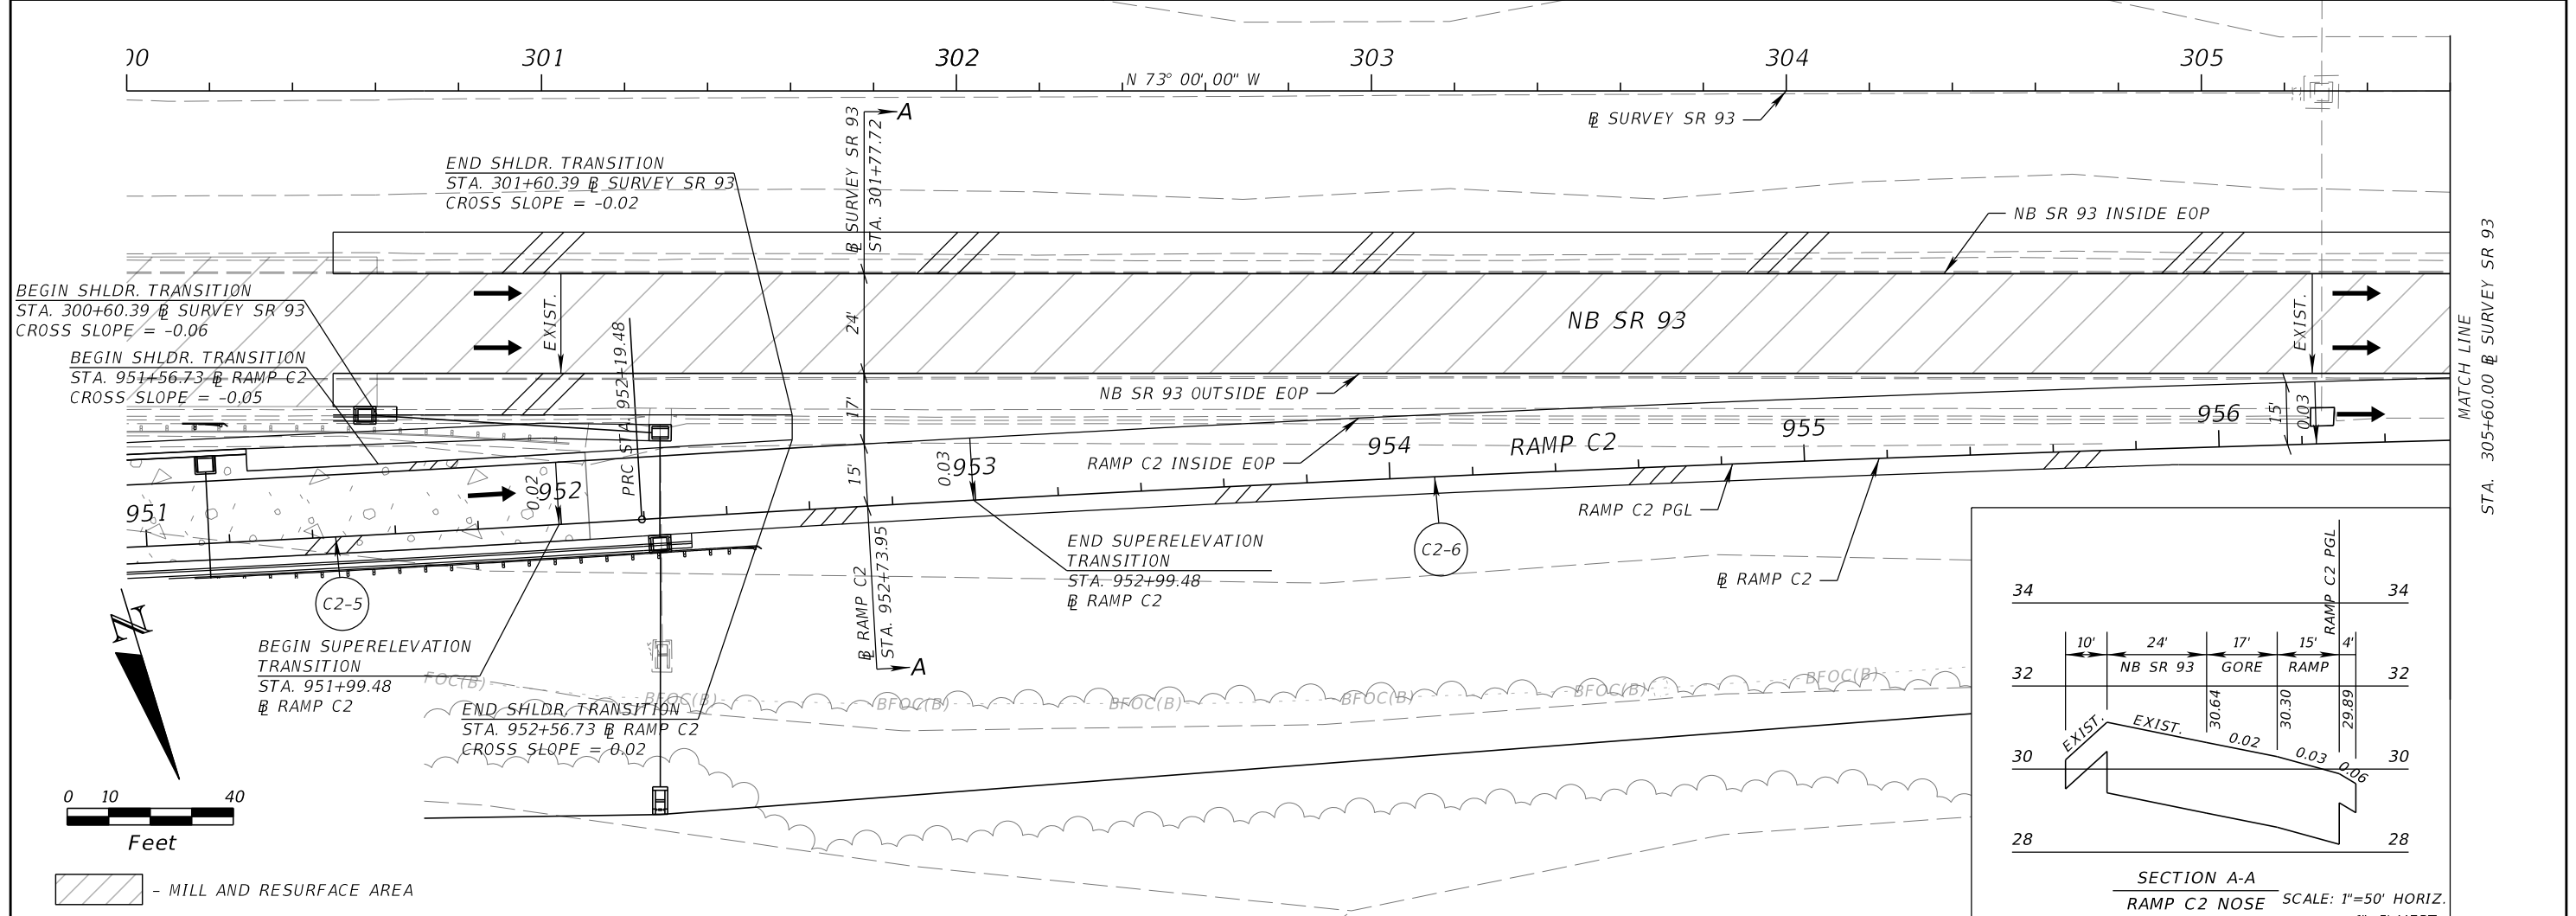 00
301
302
303
304
305
N 73° 00' 00" W
℄ SURVEY SR 93
A
℄ SURVEY SR 93
STA. 301+77.72
END SHLDR. TRANSITION
STA. 301+60.39 ℄ SURVEY SR 93
CROSS SLOPE = -0.02
NB SR 93 INSIDE EOP
BEGIN SHLDR. TRANSITION
STA. 300+60.39 ℄ SURVEY SR 93
CROSS SLOPE = -0.06
BEGIN SHLDR. TRANSITION
STA. 951+56.73 ℄ RAMP C2
CROSS SLOPE = -0.05
EXIST.
24'
NB SR 93
EXIST.
MATCH LINE
STA. 305+60.00 ℄ SURVEY SR 93
PRC STA. 952+19.48
NB SR 93 OUTSIDE EOP
17'
RAMP C2 INSIDE EOP
951
952
953
954
955
956
RAMP C2
0.02
15'
0.03
15'
0.03
RAMP C2 PGL
℄ RAMP C2
C2-5
C2-6
END SUPERELEVATION
TRANSITION
STA. 952+99.48
℄ RAMP C2
℄ RAMP C2
STA. 952+73.95
A
BEGIN SUPERELEVATION
TRANSITION
STA. 951+99.48
℄ RAMP C2
END SHLDR. TRANSITION
STA. 952+56.73 ℄ RAMP C2
CROSS SLOPE = 0.02
FOC(B)
BFOC(B)
BFOC(B)
BFOC(B)
BFOC(B)
BFOC(B)
BFOC(B)
N
0 10 40
Feet
- MILL AND RESURFACE AREA
RAMP C2 PGL
34 34
10' 24' 17' 15' 4'
NB SR 93 GORE RAMP
32 32
30.64
30.30
29.89
EXIST.
EXIST.
0.02
0.03
0.06
30 30
28 28
SECTION A-A
RAMP C2 NOSE
SCALE: 1"=50' HORIZ.